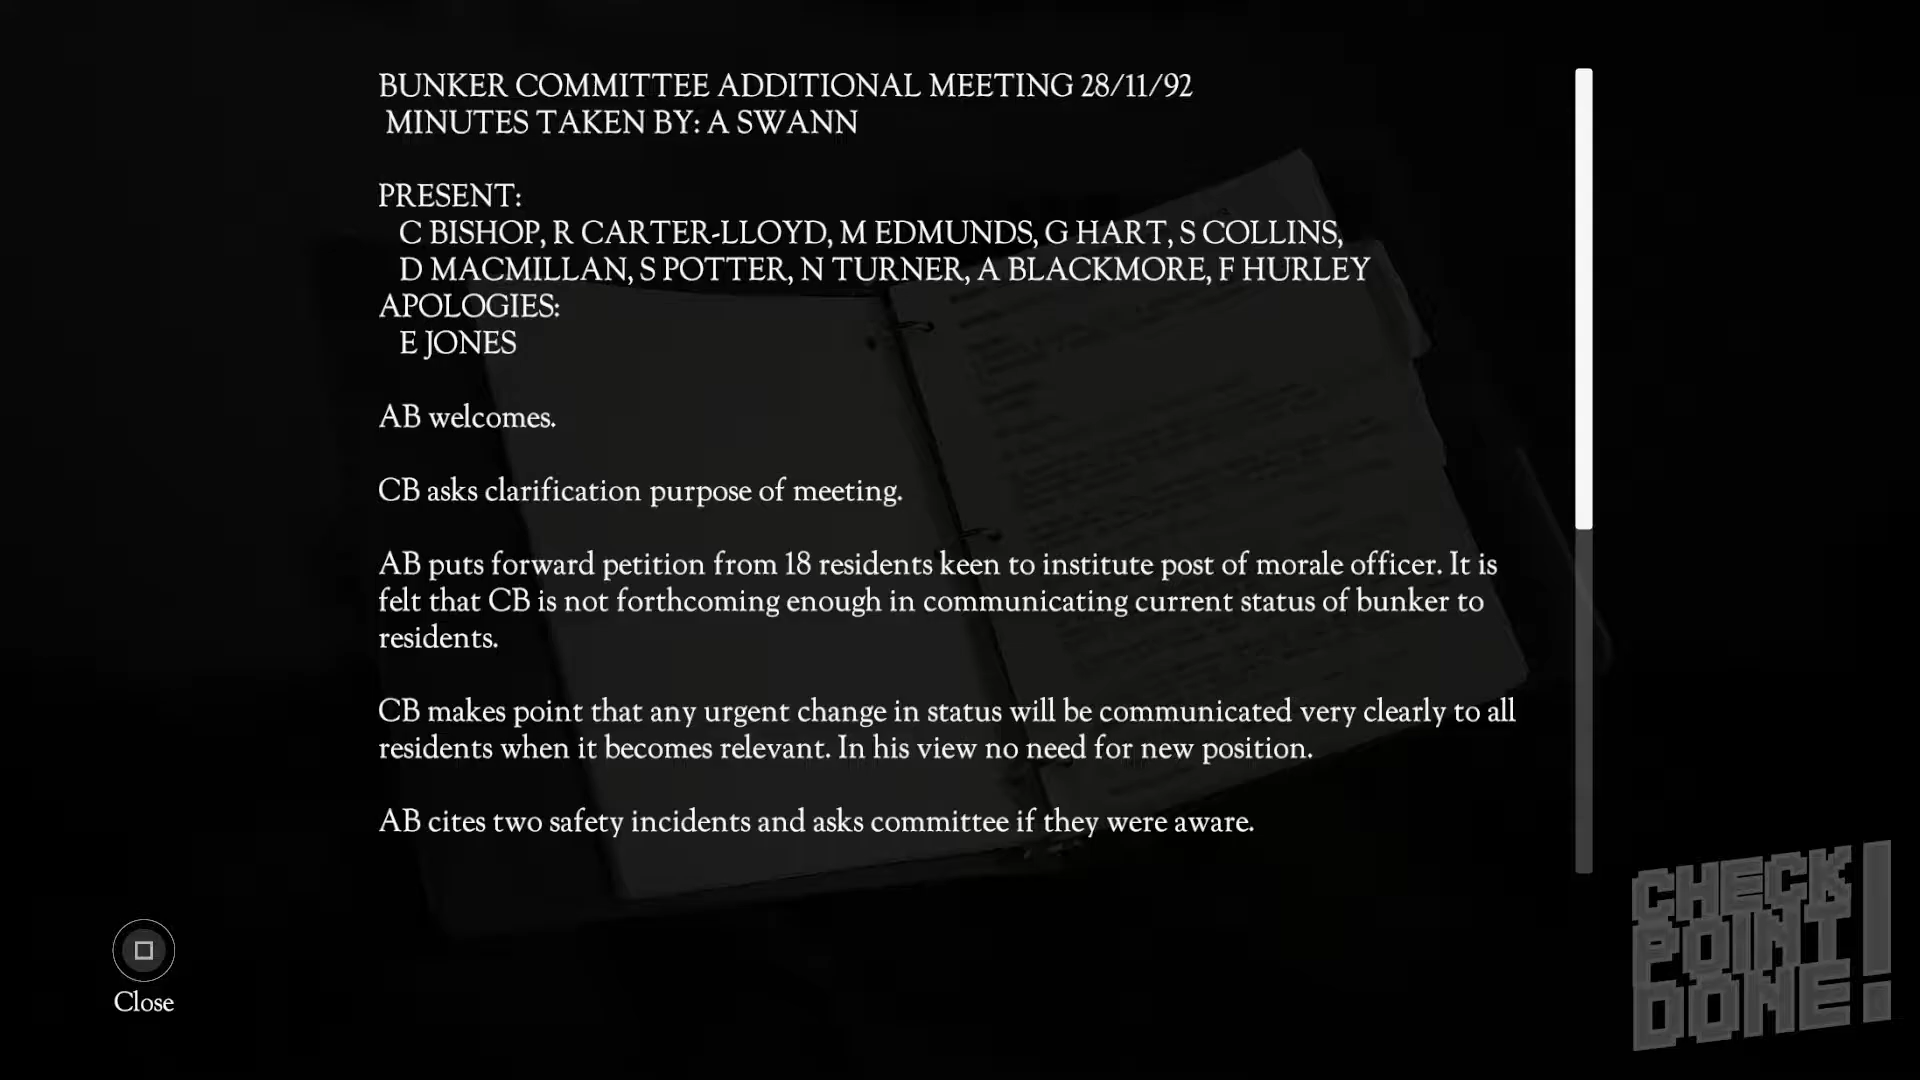 BUNKER COMMITTEE ADDITIONAL MEETING 28/11/92
MINUTES TAKEN BY: A SWANN
PRESENT:
C BISHOP, R CARTER-LLOYD, M EDMUNDS, G HART, S COLLINS,
D MACMILLAN, S POTTER, N TURNER, A BLACKMORE, F HURLEY
APOLOGIES:
E JONES
AB welcomes.
CB asks clarification purpose of meeting.
AB puts forward petition from 18 residents keen to institute post of morale officer. It is
felt that CB is not forthcoming enough in communicating current status of bunker to
residents.
CB makes point that any urgent change in status will be communicated very clearly to all
residents when it becomes relevant. In his view no need for new position.
AB cites two safety incidents and asks committee if they were aware.
Close
CHECK
POINT
DONE!